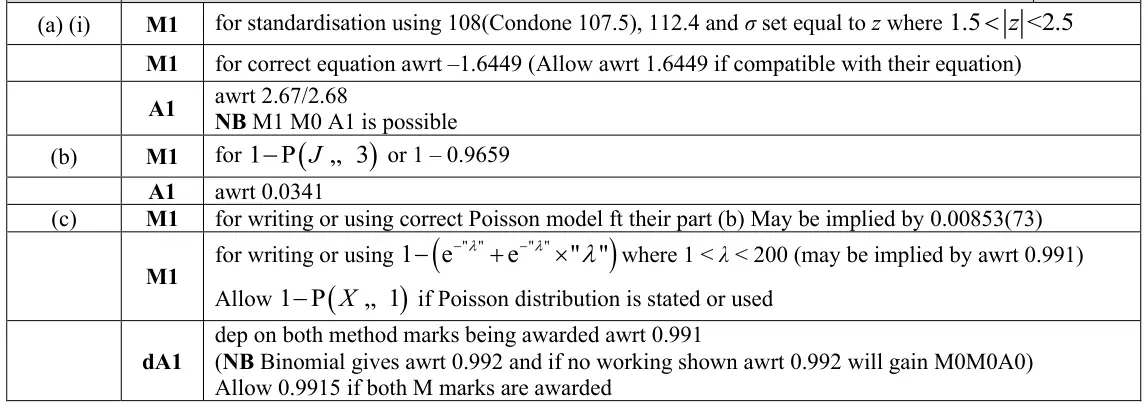 (a) (i) M1 for standardisation using 108(Condone 107.5), 112.4 and σ set equal to z where 1.5 < |z| <2.5
M1 for correct equation awrt –1.6449 (Allow awrt 1.6449 if compatible with their equation)
A1 awrt 2.67/2.68
NB M1 M0 A1 is possible
(b) M1 for 1−P(J ,, 3) or 1 – 0.9659
A1 awrt 0.0341
(c) M1 for writing or using correct Poisson model ft their part (b) May be implied by 0.00853(73)
M1 for writing or using 1−(e^{−"λ"} + e^{−"λ"} × "λ") where 1 < λ < 200 (may be implied by awrt 0.991)
Allow 1−P(X ,, 1) if Poisson distribution is stated or used
dA1 dep on both method marks being awarded awrt 0.991
(NB Binomial gives awrt 0.992 and if no working shown awrt 0.992 will gain M0M0A0)
Allow 0.9915 if both M marks are awarded